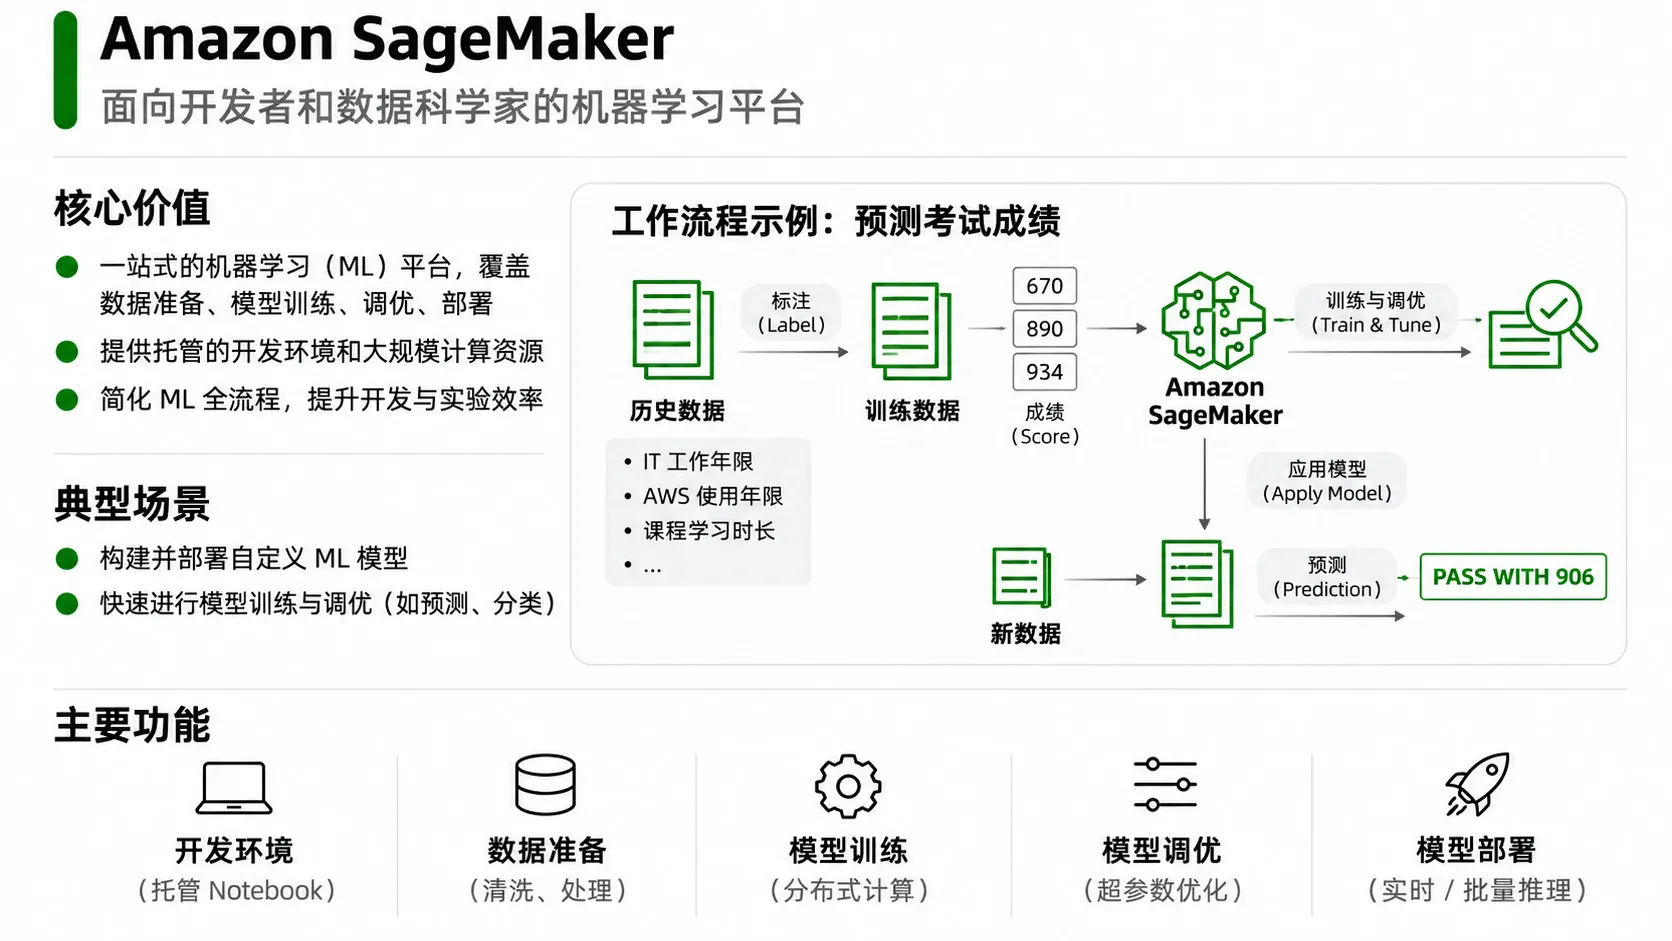 Amazon SageMaker
面向开发者和数据科学家的机器学习平台
核心价值
一站式的机器学习（ML）平台，覆盖
数据准备、模型训练、调优、部署
提供托管的开发环境和大规模计算资源
简化 ML 全流程，提升开发与实验效率
典型场景
构建并部署自定义 ML 模型
快速进行模型训练与调优（如预测、分类）
工作流程示例：预测考试成绩
历史数据
• IT 工作年限
• AWS 使用年限
• 课程学习时长
• ...
标注
（Label）
训练数据
670
890
934
成绩
（Score）
Amazon
SageMaker
训练与调优
（Train & Tune）
应用模型
（Apply Model）
新数据
预测
（Prediction）
PASS WITH 906
主要功能
开发环境
（托管 Notebook）
数据准备
（清洗、处理）
模型训练
（分布式计算）
模型调优
（超参数优化）
模型部署
（实时 / 批量推理）